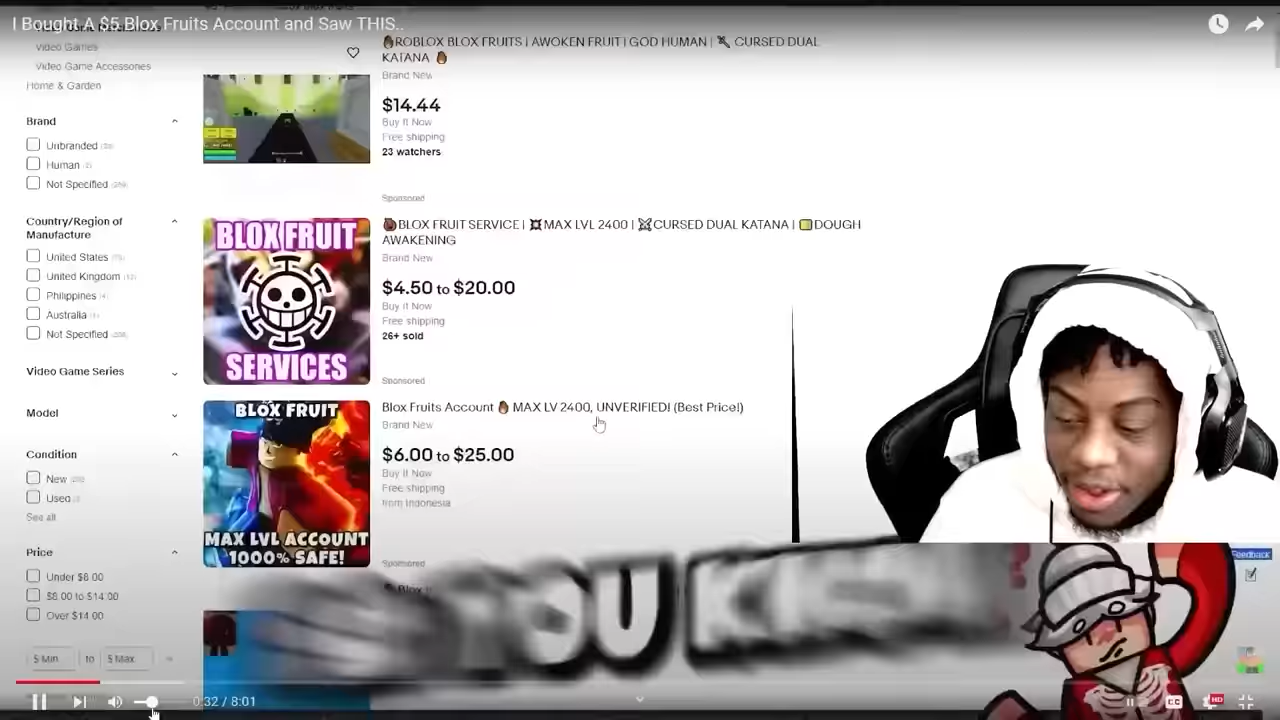 I Bought A $5 Blox Fruits Account and Saw THIS..
Video Games
Video Game Accessories
Home & Garden
Brand
Unbranded
Human
Not Specified
Country/Region of
Manufacture
United States
United Kingdom
Philippines
Australia
Not Specified
Video Game Series
Model
Condition
New
Used
See all
Price
Under $8.00
$8.00 to $14.00
Over $14.00
$ Min to $ Max
ROBLOX BLOX FRUITS | AWOKEN FRUIT | GOD HUMAN | CURSED DUAL
KATANA
Brand New
$14.44
Buy It Now
Free shipping
23 watchers
Sponsored
BLOX FRUIT
SERVICES
BLOX FRUIT SERVICE | MAX LVL 2400 | CURSED DUAL KATANA | DOUGH
AWAKENING
Brand New
$4.50 to $20.00
Buy It Now
Free shipping
26+ sold
Sponsored
BLOX FRUIT
MAX LVL ACCOUNT
1000% SAFE!
Blox Fruits Account MAX LV 2400, UNVERIFIED! (Best Price!)
Brand New
$6.00 to $25.00
Buy It Now
Free shipping
from Indonesia
Sponsored
Feedback
0:32 / 8:01
CC
HD